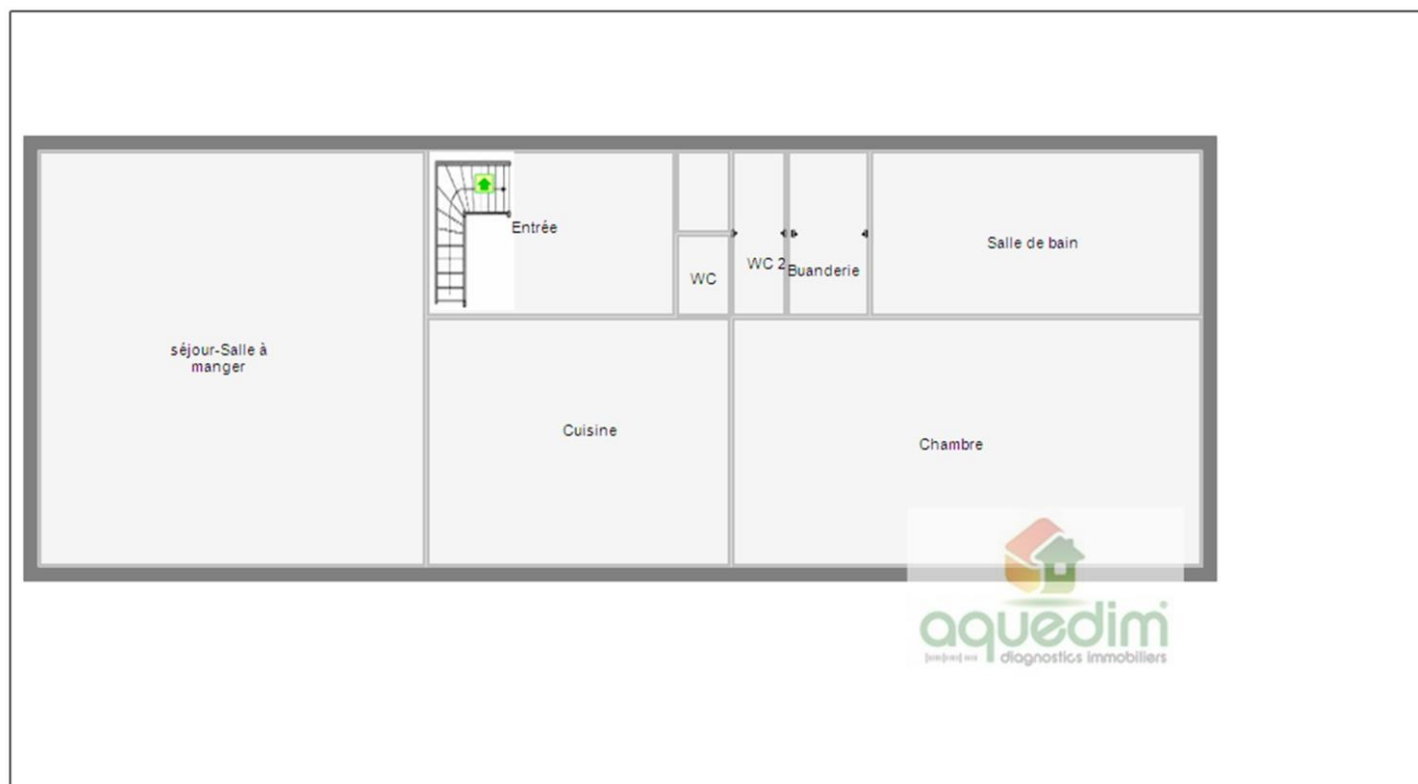 Entrée
WC
WC 2
Buanderie
Salle de bain
séjour-Salle à
manger
Cuisine
Chambre
aquedim
diagnostics immobiliers